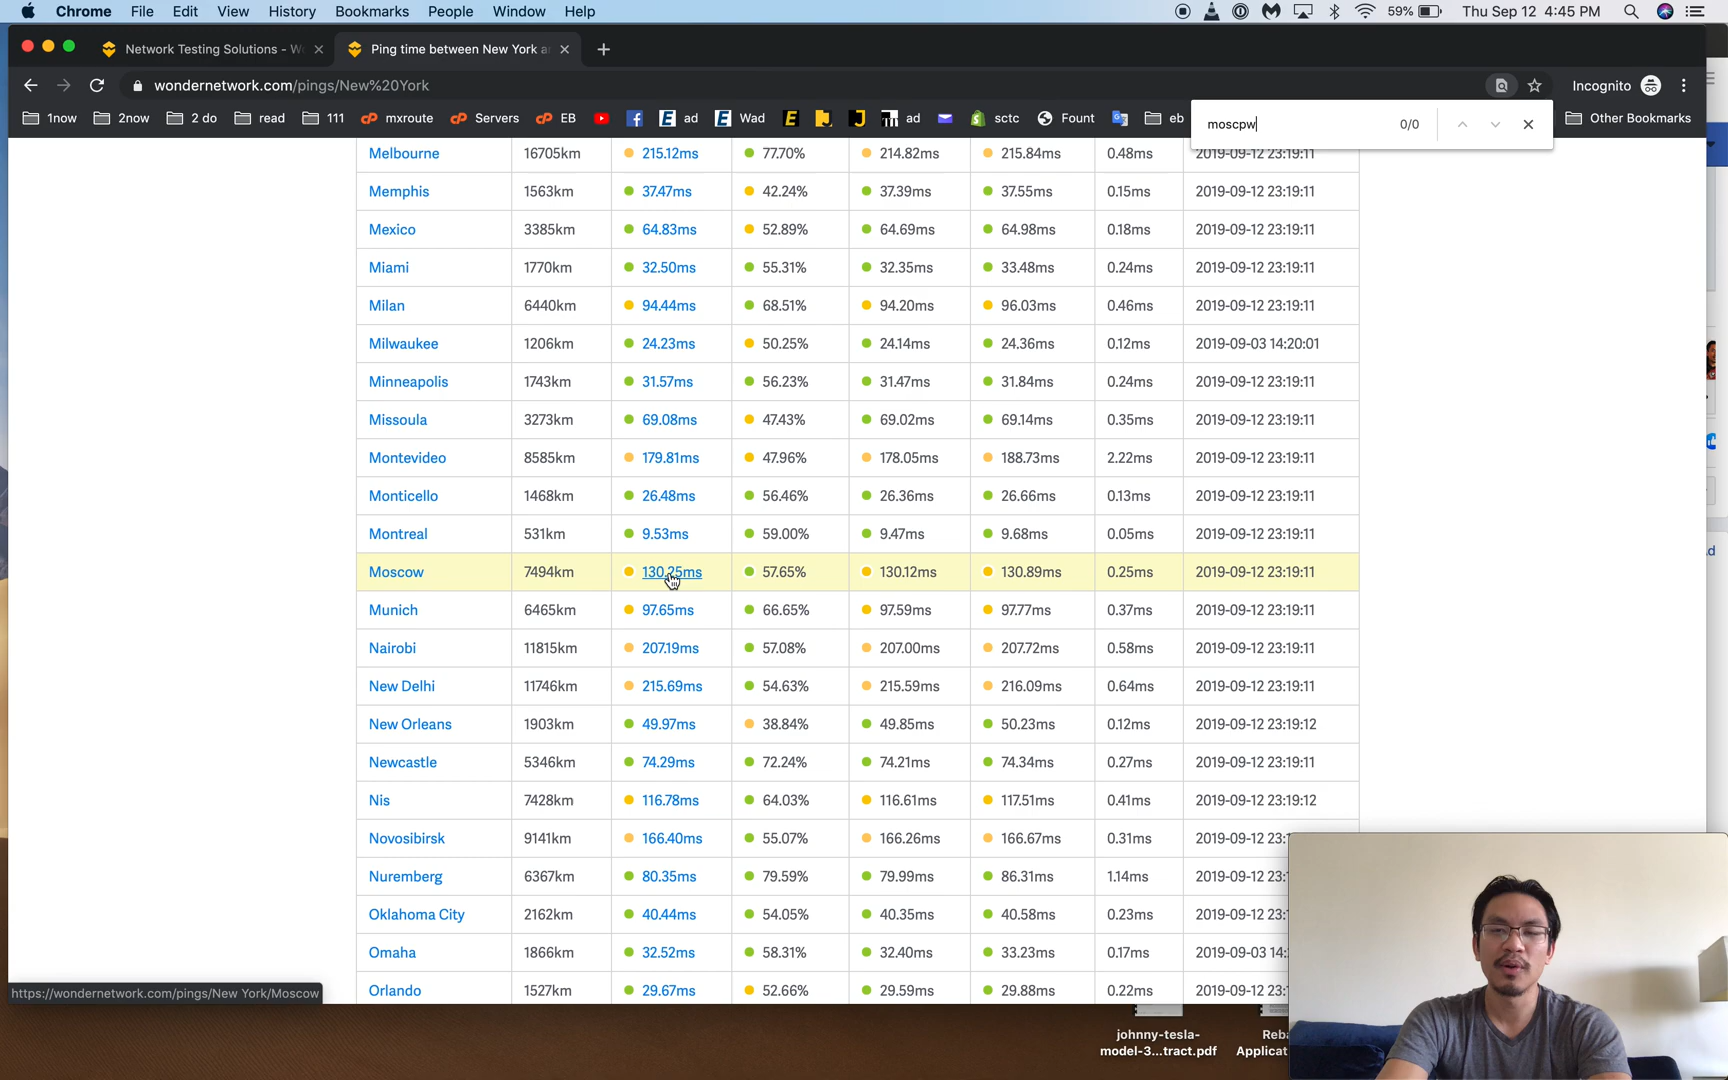 Chrome File Edit View History Bookmarks People Window Help 59% Thu Sep 12 4:45 PM
Network Testing Solutions - W Ping time between New York a
wondernetwork.com/pings/New%20York Incognito
1now 2now 2 do read 111 mxroute Servers EB ad Wad ad sctc Fount eb Other Bookmarks
moscpw 0/0
Melbourne 16705km 215.12ms 77.70% 214.82ms 215.84ms 0.48ms 2019-09-12 23:19:11
Memphis 1563km 37.47ms 42.24% 37.39ms 37.55ms 0.15ms 2019-09-12 23:19:11
Mexico 3385km 64.83ms 52.89% 64.69ms 64.98ms 0.18ms 2019-09-12 23:19:11
Miami 1770km 32.50ms 55.31% 32.35ms 33.48ms 0.24ms 2019-09-12 23:19:11
Milan 6440km 94.44ms 68.51% 94.20ms 96.03ms 0.46ms 2019-09-12 23:19:11
Milwaukee 1206km 24.23ms 50.25% 24.14ms 24.36ms 0.12ms 2019-09-03 14:20:01
Minneapolis 1743km 31.57ms 56.23% 31.47ms 31.84ms 0.24ms 2019-09-12 23:19:11
Missoula 3273km 69.08ms 47.43% 69.02ms 69.14ms 0.35ms 2019-09-12 23:19:11
Montevideo 8585km 179.81ms 47.96% 178.05ms 188.73ms 2.22ms 2019-09-12 23:19:11
Monticello 1468km 26.48ms 56.46% 26.36ms 26.66ms 0.13ms 2019-09-12 23:19:11
Montreal 531km 9.53ms 59.00% 9.47ms 9.68ms 0.05ms 2019-09-12 23:19:11
Moscow 7494km 130.25ms 57.65% 130.12ms 130.89ms 0.25ms 2019-09-12 23:19:11
Munich 6465km 97.65ms 66.65% 97.59ms 97.77ms 0.37ms 2019-09-12 23:19:11
Nairobi 11815km 207.19ms 57.08% 207.00ms 207.72ms 0.58ms 2019-09-12 23:19:11
New Delhi 11746km 215.69ms 54.63% 215.59ms 216.09ms 0.64ms 2019-09-12 23:19:11
New Orleans 1903km 49.97ms 38.84% 49.85ms 50.23ms 0.12ms 2019-09-12 23:19:12
Newcastle 5346km 74.29ms 72.24% 74.21ms 74.34ms 0.27ms 2019-09-12 23:19:11
Nis 7428km 116.78ms 64.03% 116.61ms 117.51ms 0.41ms 2019-09-12 23:19:12
Novosibirsk 9141km 166.40ms 55.07% 166.26ms 166.67ms 0.31ms 2019-09-12 23:
Nuremberg 6367km 80.35ms 79.59% 79.99ms 86.31ms 1.14ms 2019-09-12 23:
Oklahoma City 2162km 40.44ms 54.05% 40.35ms 40.58ms 0.23ms 2019-09-12 23:
Omaha 1866km 32.52ms 58.31% 32.40ms 33.23ms 0.17ms 2019-09-03 14:
Orlando 1527km 29.67ms 52.66% 29.59ms 29.88ms 0.22ms 2019-09-12 23:
https://wondernetwork.com/pings/New York/Moscow
johnny-tesla- Reba
model-3...tract.pdf Applicat